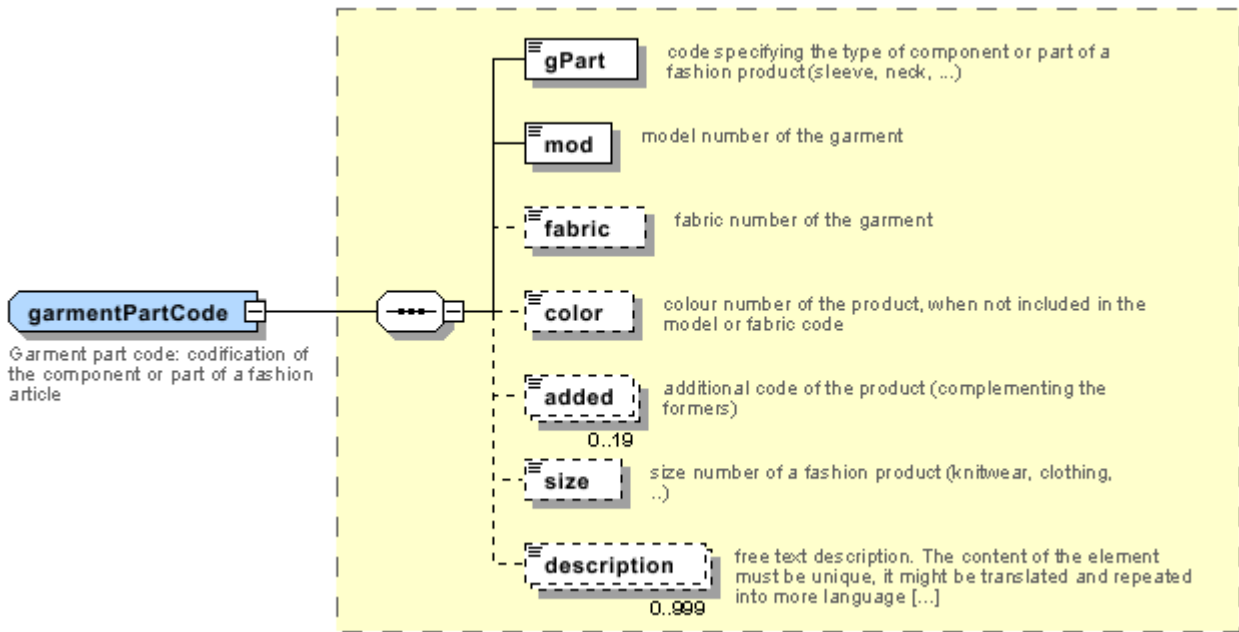 gPart
code specifying the type of component or part of a
fashion product (sleeve, neck, ...)
mod
model number of the garment
fabric
fabric number of the garment
garmentPartCode
Garment part code: codification of
the component or part of a fashion
article
color
colour number of the product, when not included in the
model or fabric code
added
additional code of the product (complementing the
formers)
0..19
size
size number of a fashion product (knitwear, clothing,
..)
description
free text description. The content of the element
must be unique, it might be translated and repeated
into more language [...]
0..999